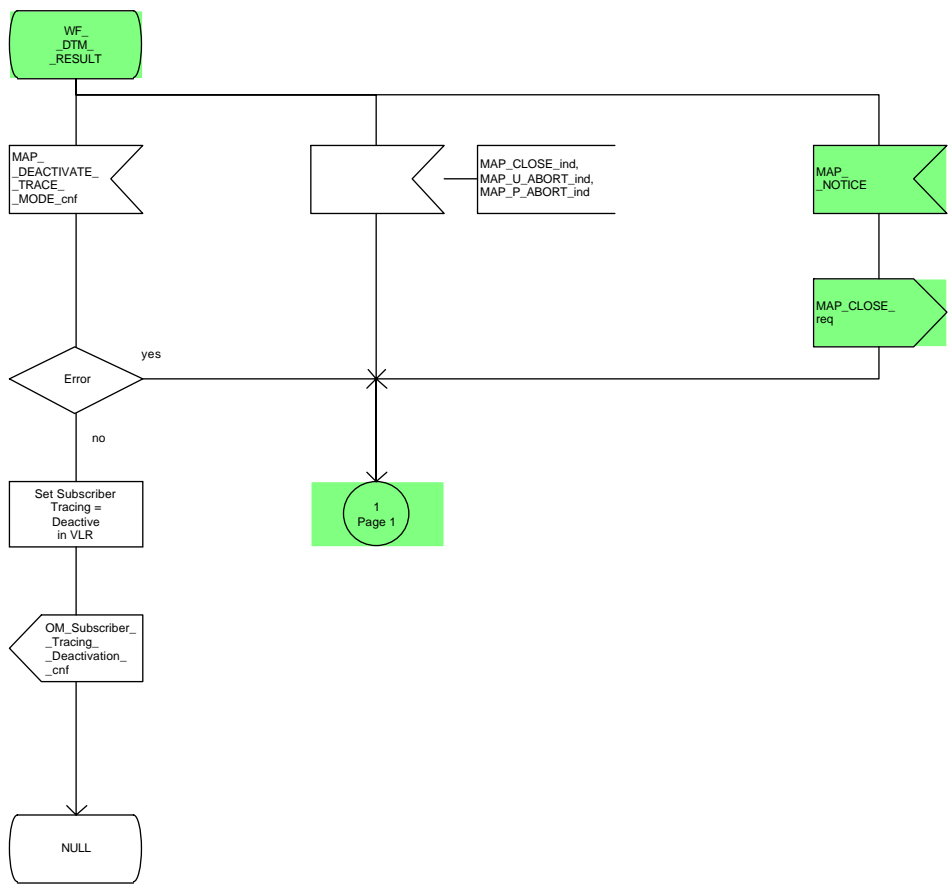 WF_
_DTM_
_RESULT
MAP_
_DEACTIVATE_
_TRACE_
_MODE_cnf
MAP_CLOSE_ind,
MAP_U_ABORT_ind,
MAP_P_ABORT_ind
MAP_
_NOTICE
MAP_CLOSE_
req
yes
Error
no
Set Subscriber
Tracing =
Deactive
in VLR
1
Page 1
OM_Subscriber_
_Tracing_
_Deactivation_
_cnf
NULL